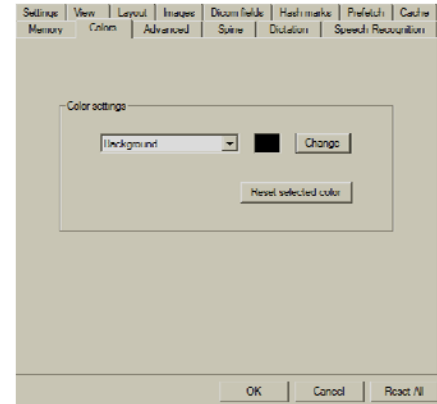 Settings View Layout Images Dicom fields Hash marks Prefetch Cache
Memory Colors Advanced Spine Dictation Speech Recognition
Color settings
Background Change
Reset selected color
OK Cancel Reset All